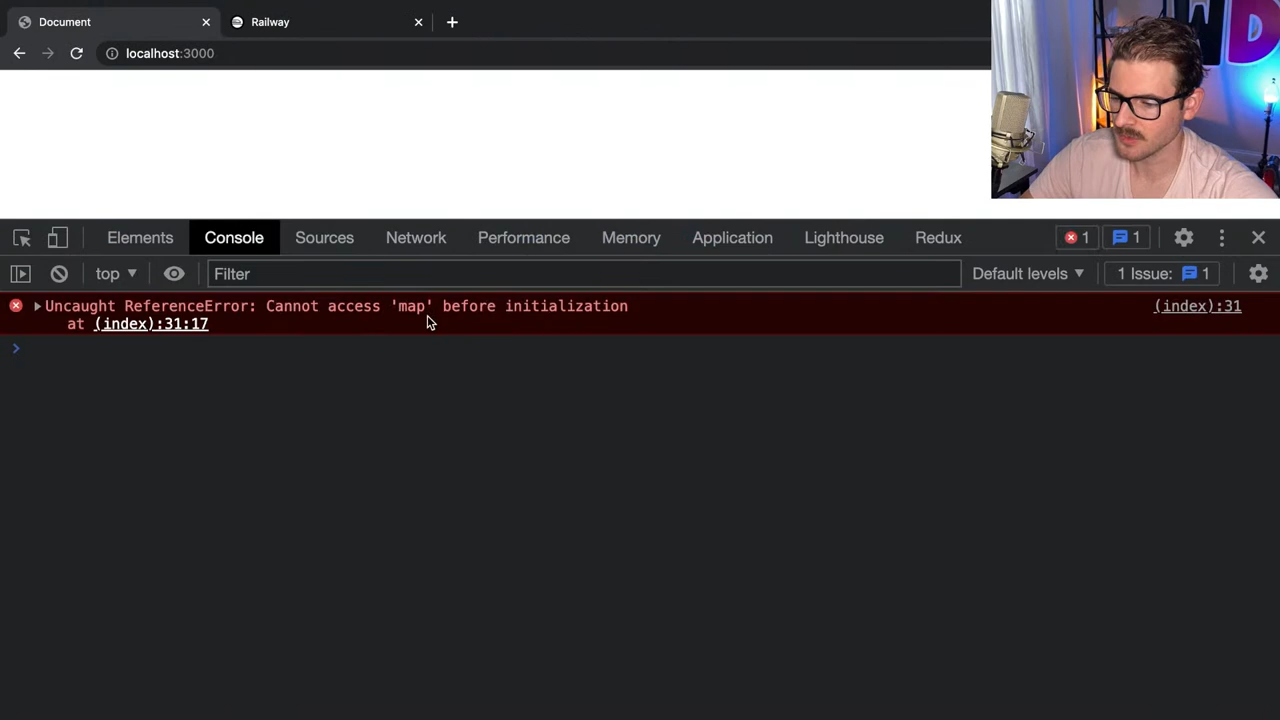 Document
Railway
localhost:3000
WD
Elements
Console
Sources
Network
Performance
Memory
Application
Lighthouse
Redux
1
1
top
Filter
Default levels
1 Issue:
1
Uncaught ReferenceError: Cannot access 'map' before initialization
(index):31
at (index):31:17